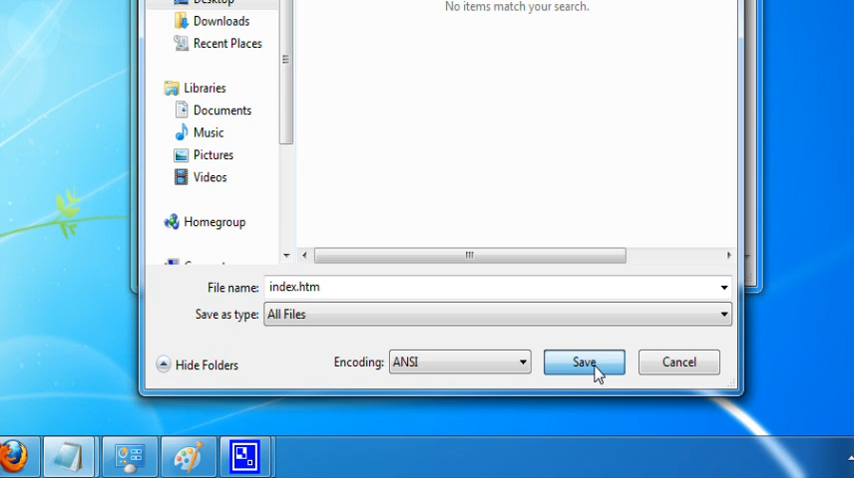 Desktop
No items match your search.
Downloads
Recent Places
Libraries
Documents
Music
Pictures
Videos
Homegroup
File name: index.htm
Save as type: All Files
Hide Folders
Encoding: ANSI
Save
Cancel